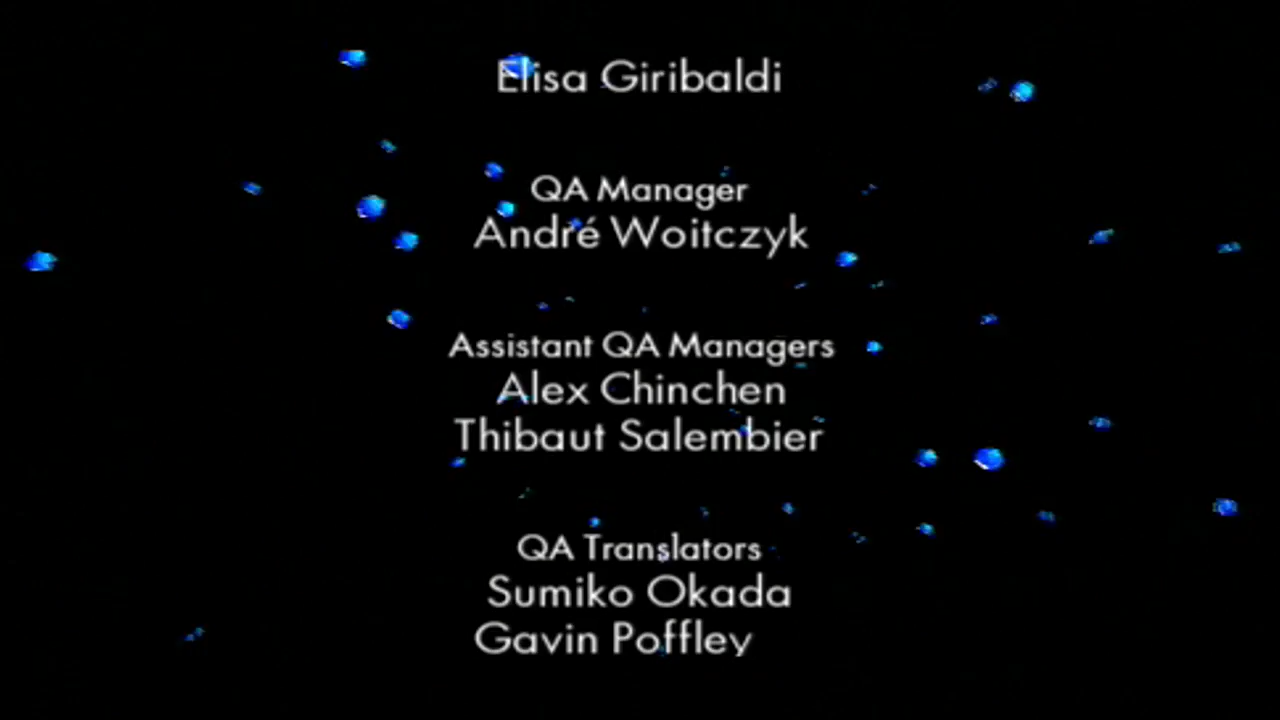 Elisa Giribaldi
QA Manager
André Woitczyk
Assistant QA Managers
Alex Chinchen
Thibaut Salembier
QA Translators
Sumiko Okada
Gavin Poffley